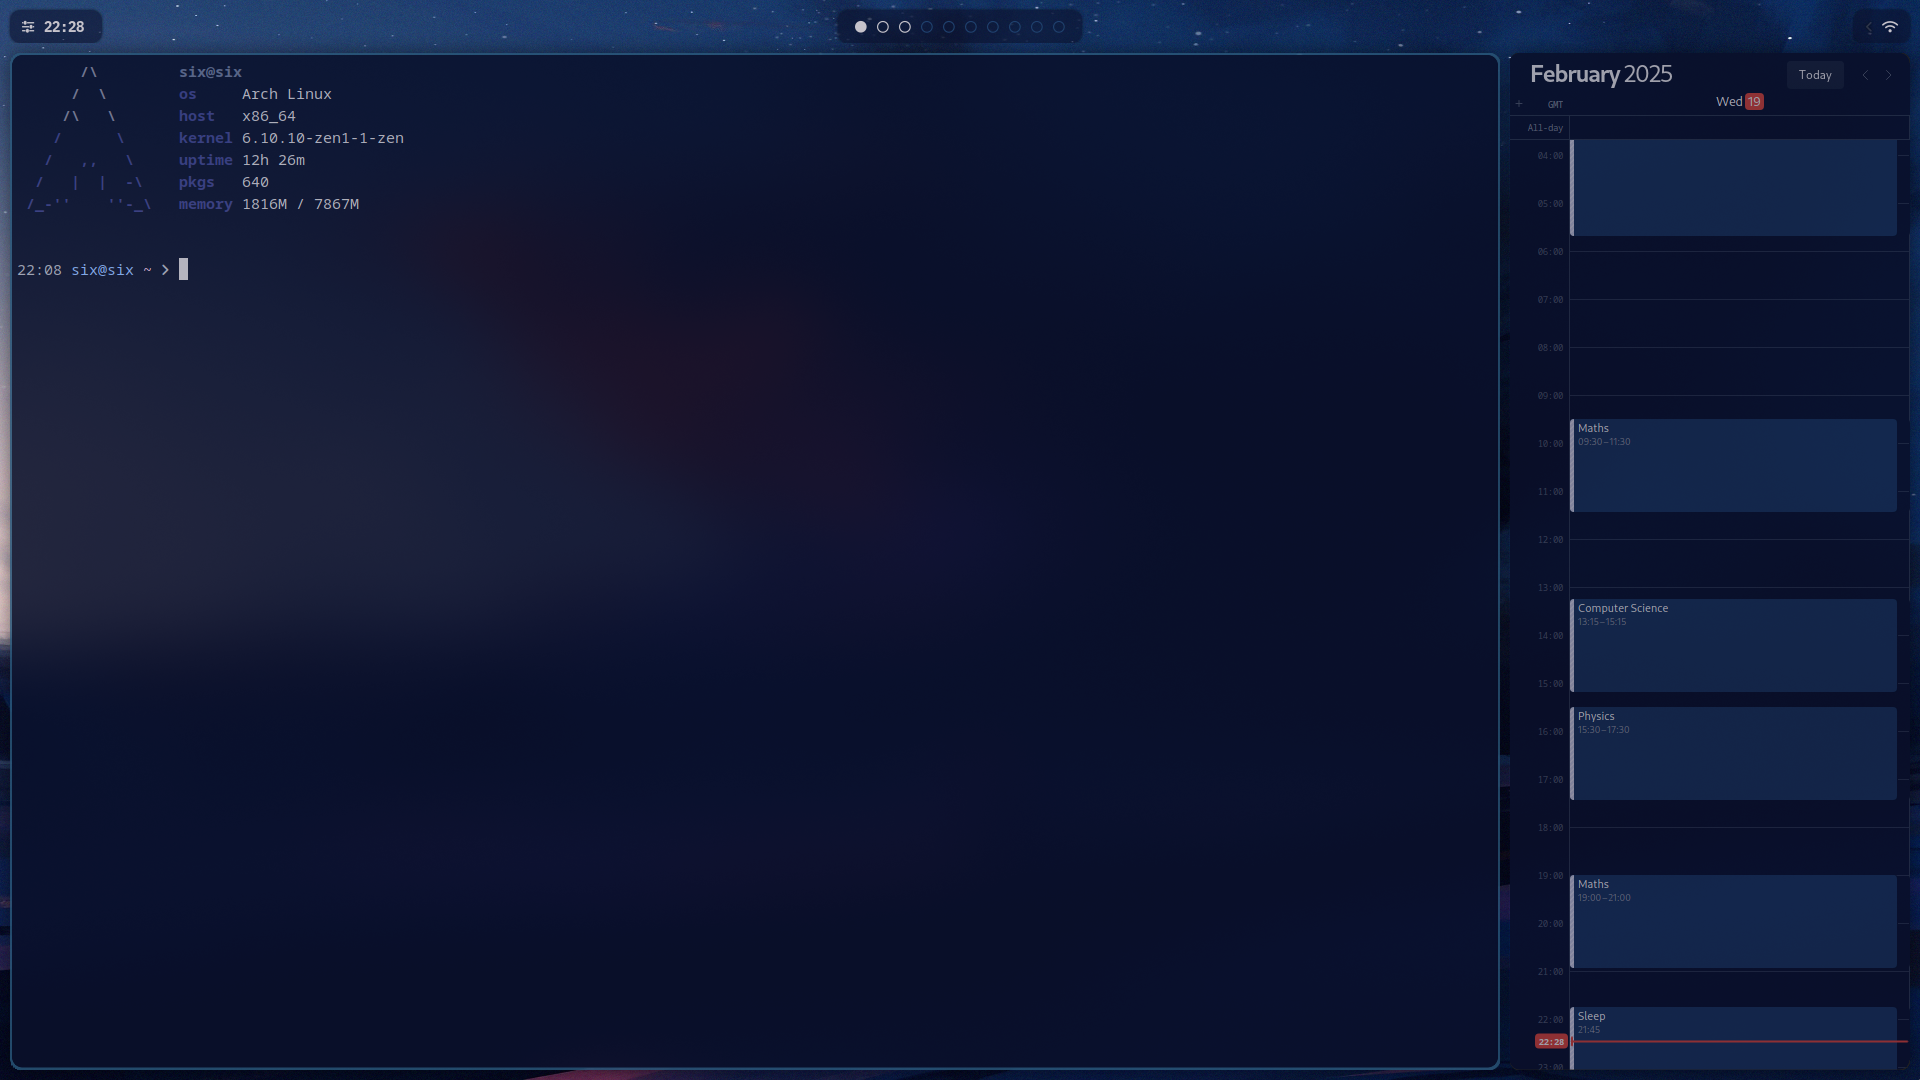 22:28
/\ six@six
/ \ os Arch Linux
/\ \ host x86_64
/ \ kernel 6.10.10-zen1-1-zen
/ ,, \ uptime 12h 26m
/ | | -\ pkgs 640
/_-'' ''-_\ memory 1816M / 7867M
22:08 six@six ~ >
February 2025
Today
+ GMT
Wed 19
All-day
04:00
05:00
06:00
07:00
08:00
09:00
Maths
09:30–11:30
10:00
11:00
12:00
13:00
Computer Science
13:15–15:15
14:00
15:00
Physics
15:30–17:30
16:00
17:00
18:00
19:00
Maths
19:00–21:00
20:00
21:00
Sleep
21:45
22:00
22:28
23:00